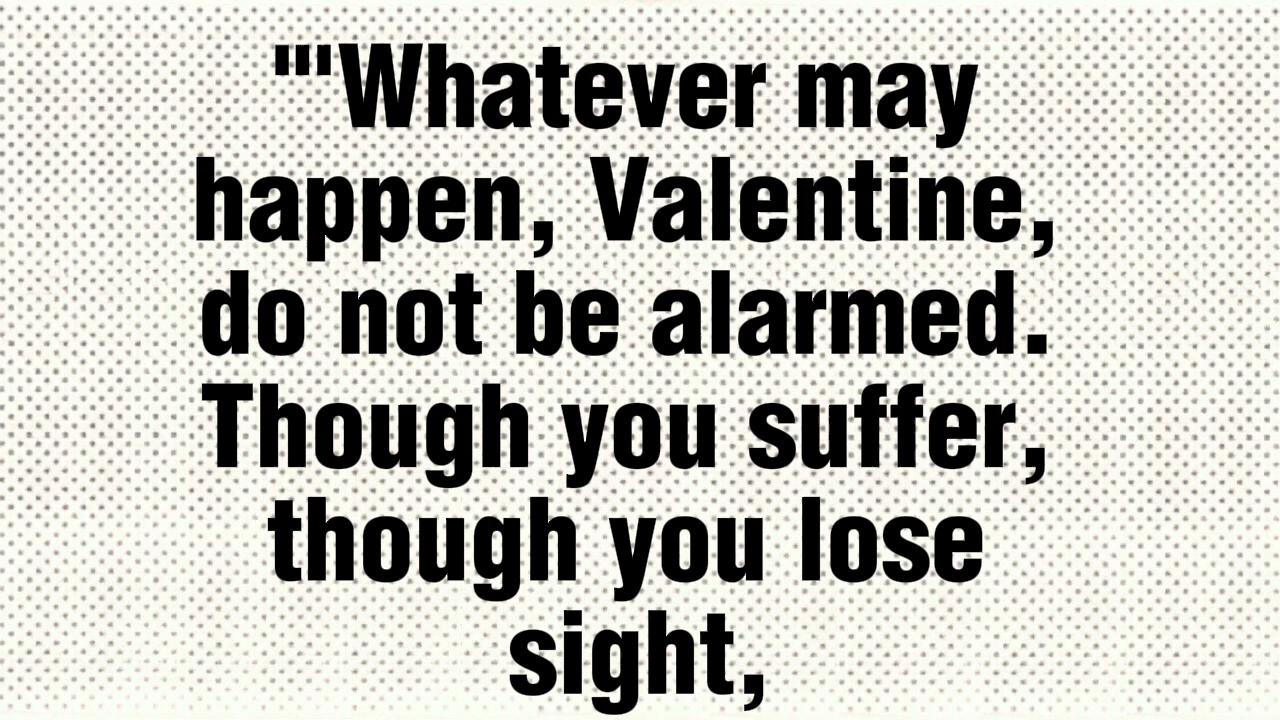 "'Whatever may
happen, Valentine,
do not be alarmed.
Though you suffer,
though you lose
sight,